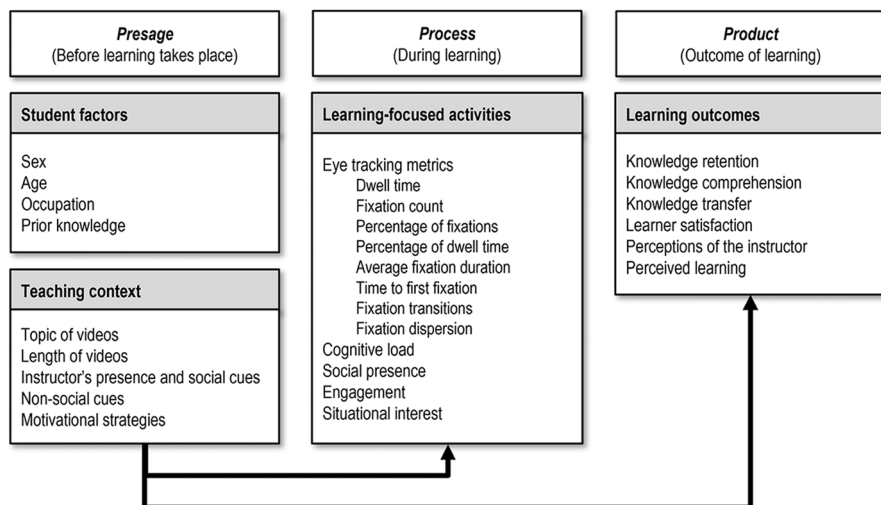 Presage
(Before learning takes place)
Student factors
Sex
Age
Occupation
Prior knowledge
Teaching context
Topic of videos
Length of videos
Instructor's presence and social cues
Non-social cues
Motivational strategies
Process
(During learning)
Learning-focused activities
Eye tracking metrics
Dwell time
Fixation count
Percentage of fixations
Percentage of dwell time
Average fixation duration
Time to first fixation
Fixation transitions
Fixation dispersion
Cognitive load
Social presence
Engagement
Situational interest
Product
(Outcome of learning)
Learning outcomes
Knowledge retention
Knowledge comprehension
Knowledge transfer
Learner satisfaction
Perceptions of the instructor
Perceived learning